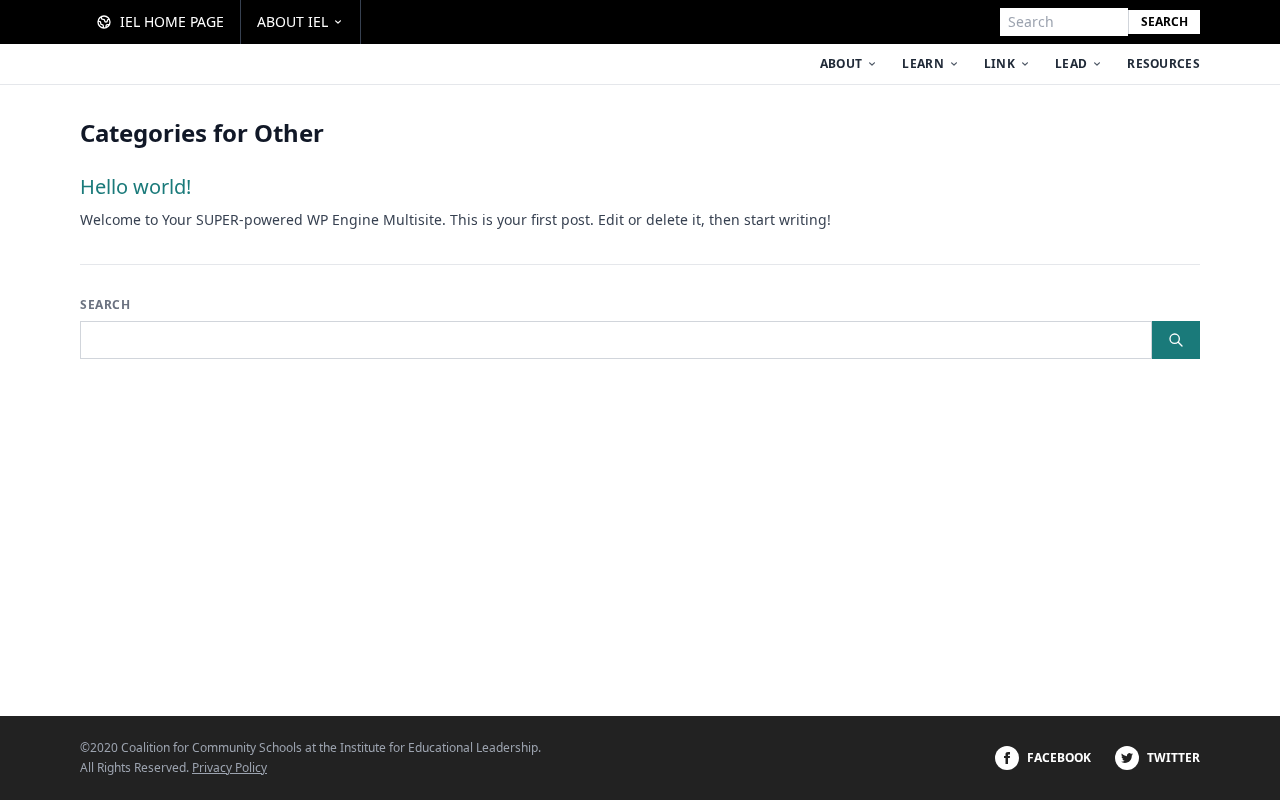 IEL HOME PAGE
ABOUT IEL
Search
SEARCH
ABOUT
LEARN
LINK
LEAD
RESOURCES
Categories for Other
Hello world!
Welcome to Your SUPER-powered WP Engine Multisite. This is your first post. Edit or delete it, then start writing!
SEARCH
©2020 Coalition for Community Schools at the Institute for Educational Leadership.
All Rights Reserved. Privacy Policy
FACEBOOK
TWITTER